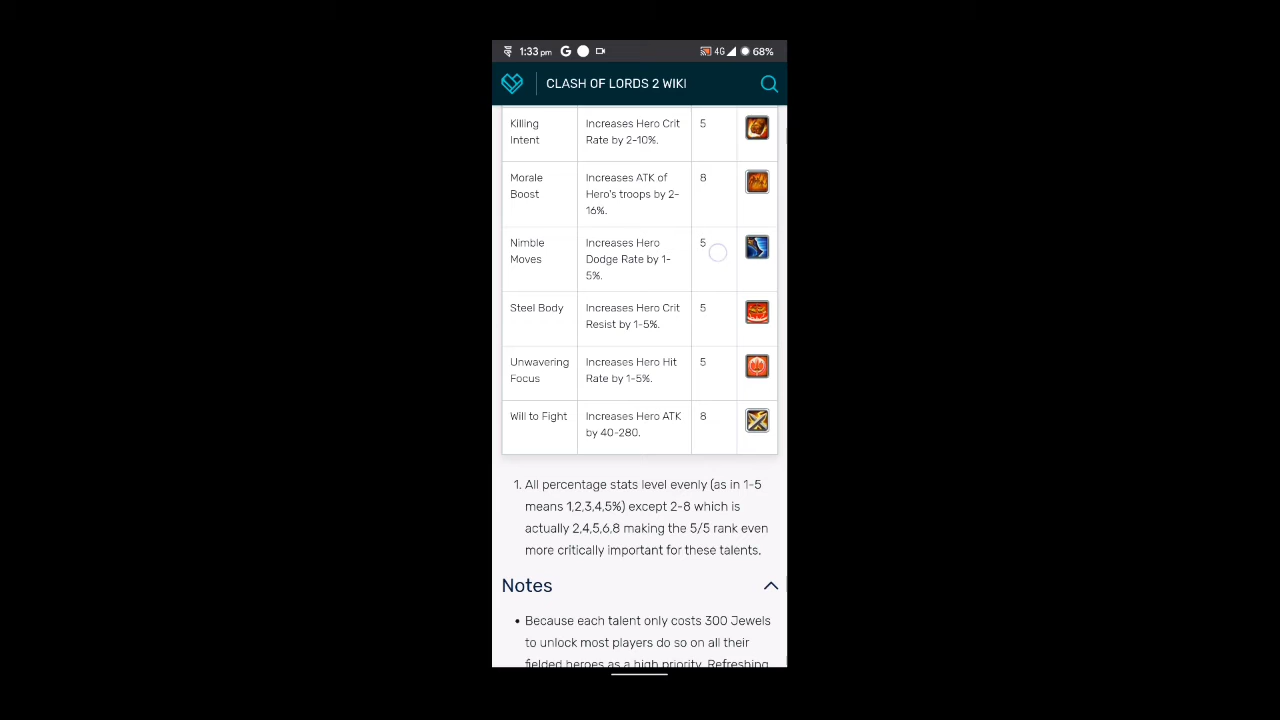 1:33 pm G 4G 68%
CLASH OF LORDS 2 WIKI
Killing
Intent
Increases Hero Crit
Rate by 2-10%.
5
Morale
Boost
Increases ATK of
Hero's troops by 2-
16%.
8
Nimble
Moves
Increases Hero
Dodge Rate by 1-
5%.
5
Steel Body
Increases Hero Crit
Resist by 1-5%.
5
Unwavering
Focus
Increases Hero Hit
Rate by 1-5%.
5
Will to Fight
Increases Hero ATK
by 40-280.
8
1. All percentage stats level evenly (as in 1-5
means 1,2,3,4,5%) except 2-8 which is
actually 2,4,5,6,8 making the 5/5 rank even
more critically important for these talents.
Notes
• Because each talent only costs 300 Jewels
to unlock most players do so on all their
fielded heroes as a high priority. Refreshing